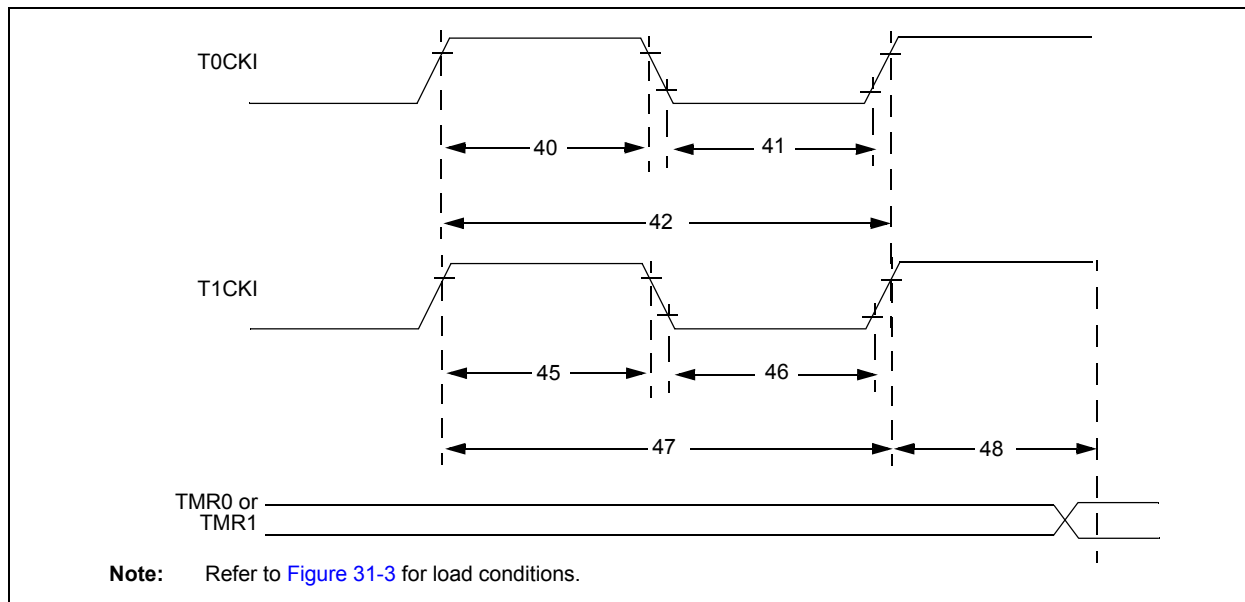 T0CKI
40
41
42
T1CKI
45
46
47
48
TMR0 or
TMR1
Note: Refer to Figure 31-3 for load conditions.